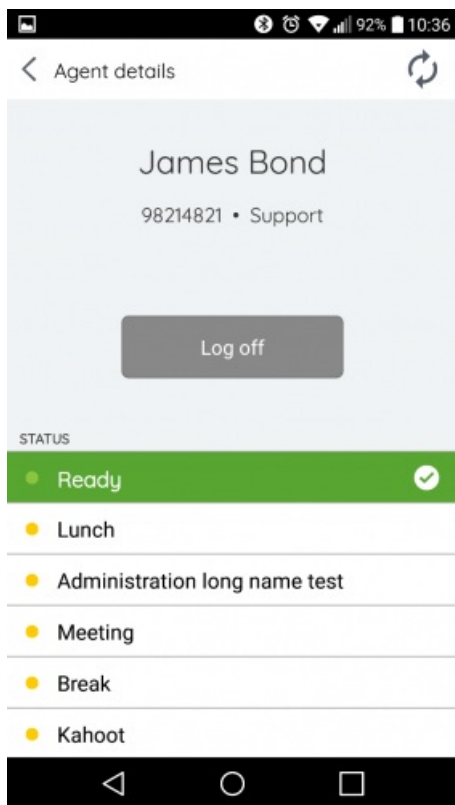 92% 10:36
Agent details
James Bond
98214821 • Support
Log off
STATUS
Ready
Lunch
Administration long name test
Meeting
Break
Kahoot